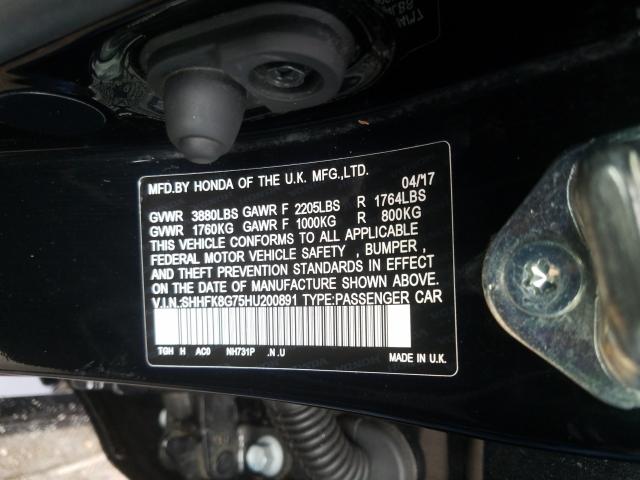 MFD.BY HONDA OF THE U.K. MFG.,LTD.
04/17
GVWR 3880LBS GAWR F 2205LBS R 1764LBS
GVWR 1760KG GAWR F 1000KG R 800KG
THIS VEHICLE CONFORMS TO ALL APPLICABLE
FEDERAL MOTOR VEHICLE SAFETY , BUMPER ,
AND THEFT PREVENTION STANDARDS IN EFFECT
ON THE DATE OF MANUFACTURE SHOWN ABOVE.
V.I.N.:SHHFK8G75HU200891 TYPE:PASSENGER CAR
TGH H AC0 NH731P .N.U
MADE IN U.K.